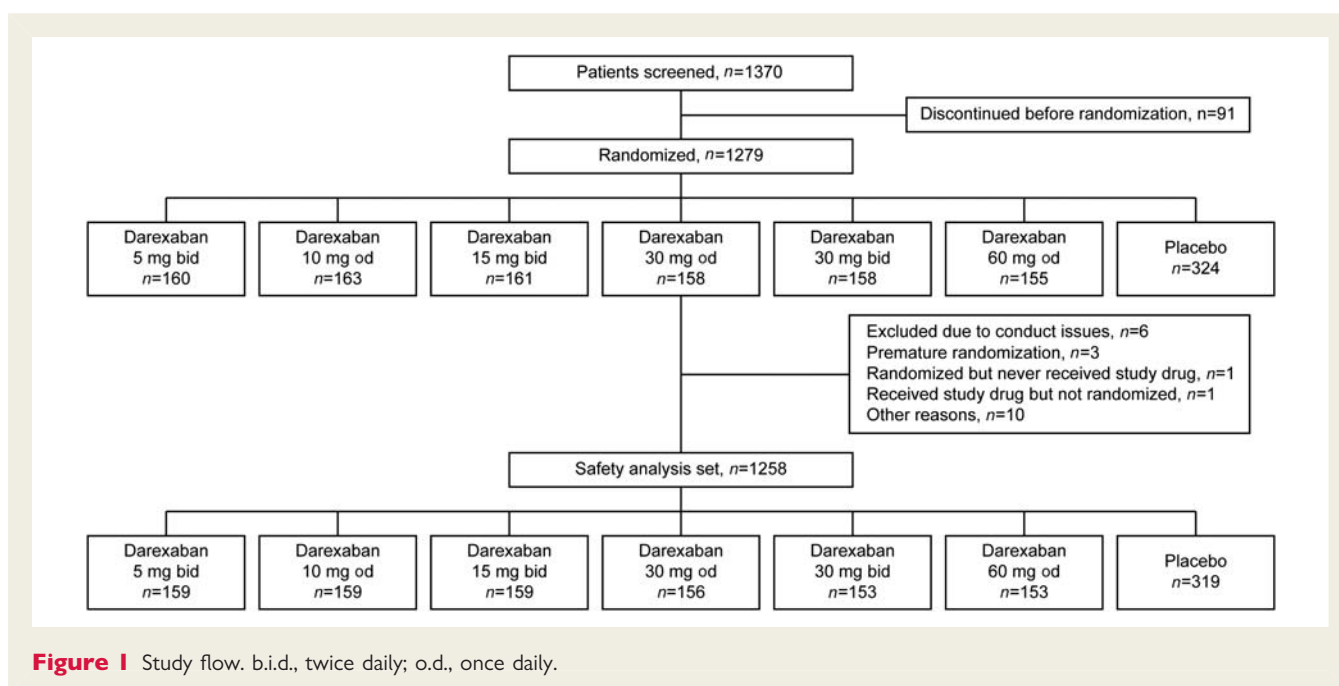 Patients screened, n=1370
Discontinued before randomization, n=91
Randomized, n=1279
Darexaban
5 mg bid
n=160
Darexaban
10 mg od
n=163
Darexaban
15 mg bid
n=161
Darexaban
30 mg od
n=158
Darexaban
30 mg bid
n=158
Darexaban
60 mg od
n=155
Placebo
n=324
Excluded due to conduct issues, n=6
Premature randomization, n=3
Randomized but never received study drug, n=1
Received study drug but not randomized, n=1
Other reasons, n=10
Safety analysis set, n=1258
Darexaban
5 mg bid
n=159
Darexaban
10 mg od
n=159
Darexaban
15 mg bid
n=159
Darexaban
30 mg od
n=156
Darexaban
30 mg bid
n=153
Darexaban
60 mg od
n=153
Placebo
n=319
Figure 1 Study flow. b.i.d., twice daily; o.d., once daily.